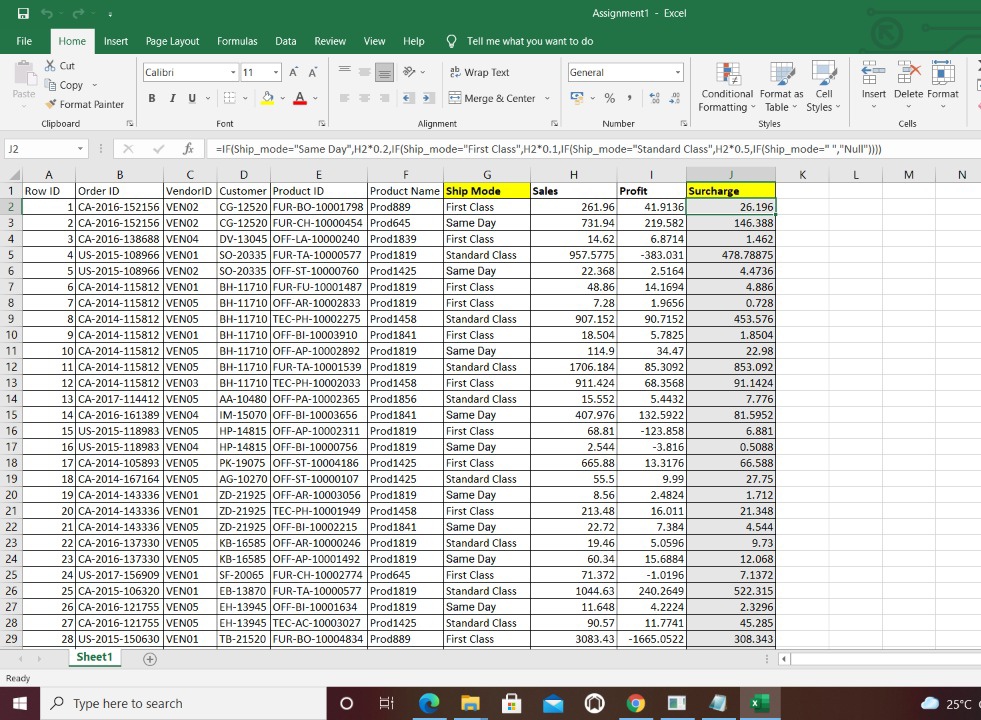 Assignment1 - Excel
File Home Insert Page Layout Formulas Data Review View Help Tell me what you want to do
Paste
Cut
Copy
Format Painter
Clipboard
Calibri 11 A A
B I U A
Font
Wrap Text
Merge & Center
Alignment
General
% ,
Number
Conditional Formatting
Format as Table
Cell Styles
Styles
Insert Delete Format
Cells
J2 fx =IF(Ship_mode="Same Day",H2*0.2,IF(Ship_mode="First Class",H2*0.1,IF(Ship_mode="Standard Class",H2*0.5,IF(Ship_mode=" ","Null"))))
A B C D E F G H I J K L M N
1 Row ID Order ID VendorID Customer Product ID Product Name Ship Mode Sales Profit Surcharge
2 1 CA-2016-152156 VEN02 CG-12520 FUR-BO-10001798 Prod889 First Class 261.96 41.9136 26.196
3 2 CA-2016-152156 VEN02 CG-12520 FUR-CH-10000454 Prod645 Same Day 731.94 219.582 146.388
4 3 CA-2016-138688 VEN04 DV-13045 OFF-LA-10000240 Prod1839 First Class 14.62 6.8714 1.462
5 4 US-2015-108966 VEN01 SO-20335 FUR-TA-10000577 Prod1819 Standard Class 957.5775 -383.031 478.78875
6 5 US-2015-108966 VEN02 SO-20335 OFF-ST-10000760 Prod1425 Same Day 22.368 2.5164 4.4736
7 6 CA-2014-115812 VEN01 BH-11710 FUR-FU-10001487 Prod1819 First Class 48.86 14.1694 4.886
8 7 CA-2014-115812 VEN05 BH-11710 OFF-AR-10002833 Prod1819 First Class 7.28 1.9656 0.728
9 8 CA-2014-115812 VEN05 BH-11710 TEC-PH-10002275 Prod1458 Standard Class 907.152 90.7152 453.576
10 9 CA-2014-115812 VEN01 BH-11710 OFF-BI-10003910 Prod1841 First Class 18.504 5.7825 1.8504
11 10 CA-2014-115812 VEN05 BH-11710 OFF-AP-10002892 Prod1819 Same Day 114.9 34.47 22.98
12 11 CA-2014-115812 VEN05 BH-11710 FUR-TA-10001539 Prod1819 Standard Class 1706.184 85.3092 853.092
13 12 CA-2014-115812 VEN03 BH-11710 TEC-PH-10002033 Prod1458 First Class 911.424 68.3568 91.1424
14 13 CA-2017-114412 VEN05 AA-10480 OFF-PA-10002365 Prod1856 Standard Class 15.552 5.4432 7.776
15 14 CA-2016-161389 VEN04 IM-15070 OFF-BI-10003656 Prod1841 Same Day 407.976 132.5922 81.5952
16 15 US-2015-118983 VEN05 HP-14815 OFF-AP-10002311 Prod1819 First Class 68.81 -123.858 6.881
17 16 US-2015-118983 VEN04 HP-14815 OFF-BI-10000756 Prod1819 Same Day 2.544 -3.816 0.5088
18 17 CA-2014-105893 VEN05 PK-19075 OFF-ST-10004186 Prod1425 First Class 665.88 13.3176 66.588
19 18 CA-2014-167164 VEN05 AG-10270 OFF-ST-10000107 Prod1425 Standard Class 55.5 9.99 27.75
20 19 CA-2014-143336 VEN01 ZD-21925 OFF-AR-10003056 Prod1819 Same Day 8.56 2.4824 1.712
21 20 CA-2014-143336 VEN01 ZD-21925 TEC-PH-10001949 Prod1458 First Class 213.48 16.011 21.348
22 21 CA-2014-143336 VEN05 ZD-21925 OFF-BI-10002215 Prod1841 Same Day 22.72 7.384 4.544
23 22 CA-2016-137330 VEN05 KB-16585 OFF-AR-10000246 Prod1819 Standard Class 19.46 5.0596 9.73
24 23 CA-2016-137330 VEN05 KB-16585 OFF-AP-10001492 Prod1819 Same Day 60.34 15.6884 12.068
25 24 US-2017-156909 VEN01 SF-20065 FUR-CH-10002774 Prod645 First Class 71.372 -1.0196 7.1372
26 25 CA-2015-106320 VEN01 EB-13870 FUR-TA-10000577 Prod1819 Standard Class 1044.63 240.2649 522.315
27 26 CA-2016-121755 VEN05 EH-13945 OFF-BI-10001634 Prod1819 Same Day 11.648 4.2224 2.3296
28 27 CA-2016-121755 VEN05 EH-13945 TEC-AC-10003027 Prod1425 Standard Class 90.57 11.7741 45.285
29 28 US-2015-150630 VEN01 TB-21520 FUR-BO-10004834 Prod889 First Class 3083.43 -1665.0522 308.343
Sheet1
Ready
Type here to search 25°C